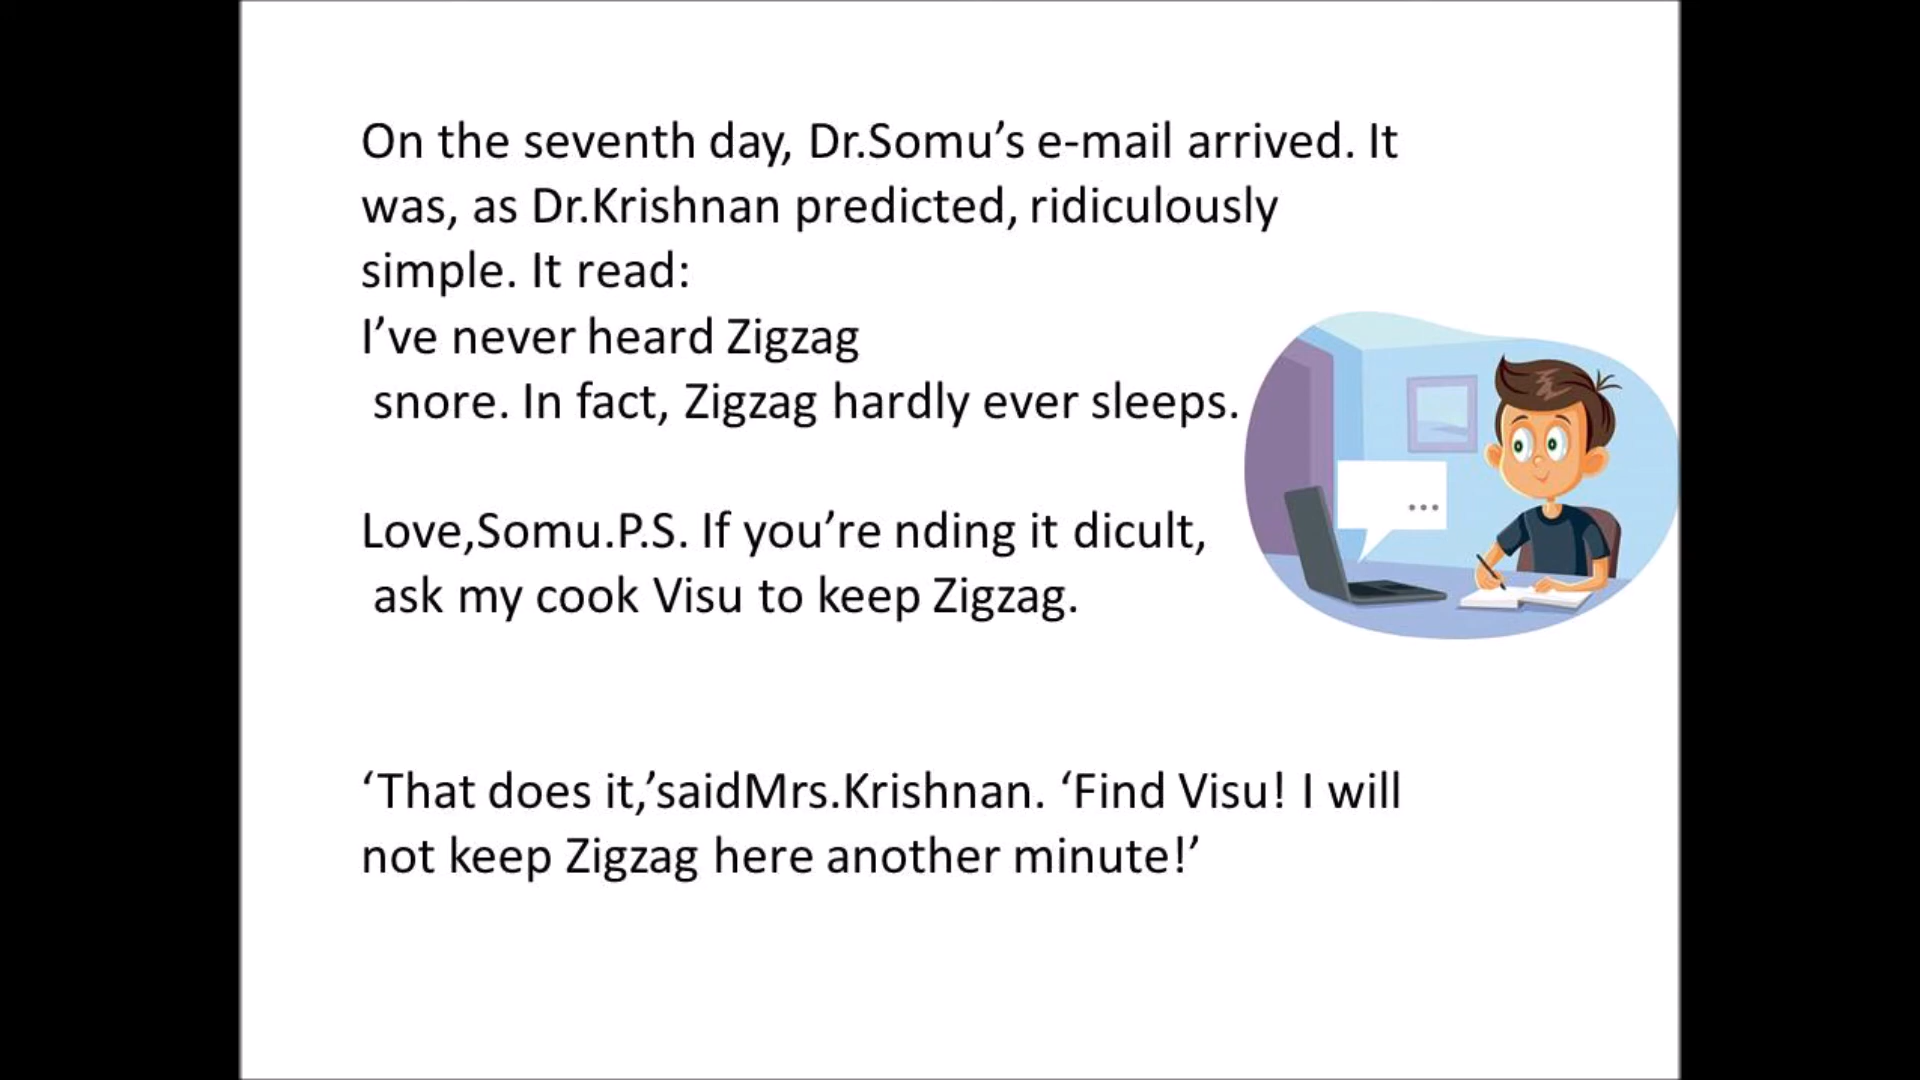 On the seventh day, Dr.Somu’s e-mail arrived. It
was, as Dr.Krishnan predicted, ridiculously
simple. It read:
I’ve never heard Zigzag
snore. In fact, Zigzag hardly ever sleeps.
Love,Somu.P.S. If you’re nding it dicult,
ask my cook Visu to keep Zigzag.
‘That does it,’saidMrs.Krishnan. ‘Find Visu! I will
not keep Zigzag here another minute!’